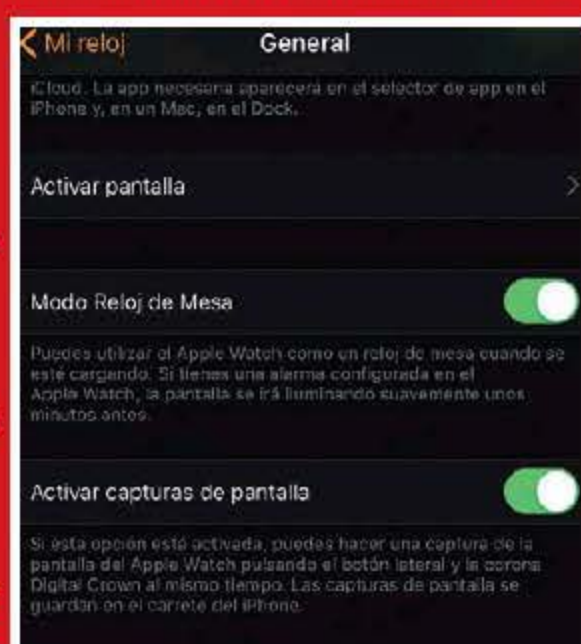 Mi reloj General
iCloud. La app necesaria aparecerá en el selector de app en el
iPhone y, en un Mac, en el Dock.
Activar pantalla
Modo Reloj de Mesa
Puedes utilizar el Apple Watch como un reloj de mesa cuando se
esté cargando. Si tienes una alarma configurada en el
Apple Watch, la pantalla se irá iluminando suavemente unos
minutos antes.
Activar capturas de pantalla
Si esta opción está activada, puedes hacer una captura de la
pantalla del Apple Watch pulsando el botón lateral y la corona
Digital Crown al mismo tiempo. Las capturas de pantalla se
guardan en el carrete del iPhone.